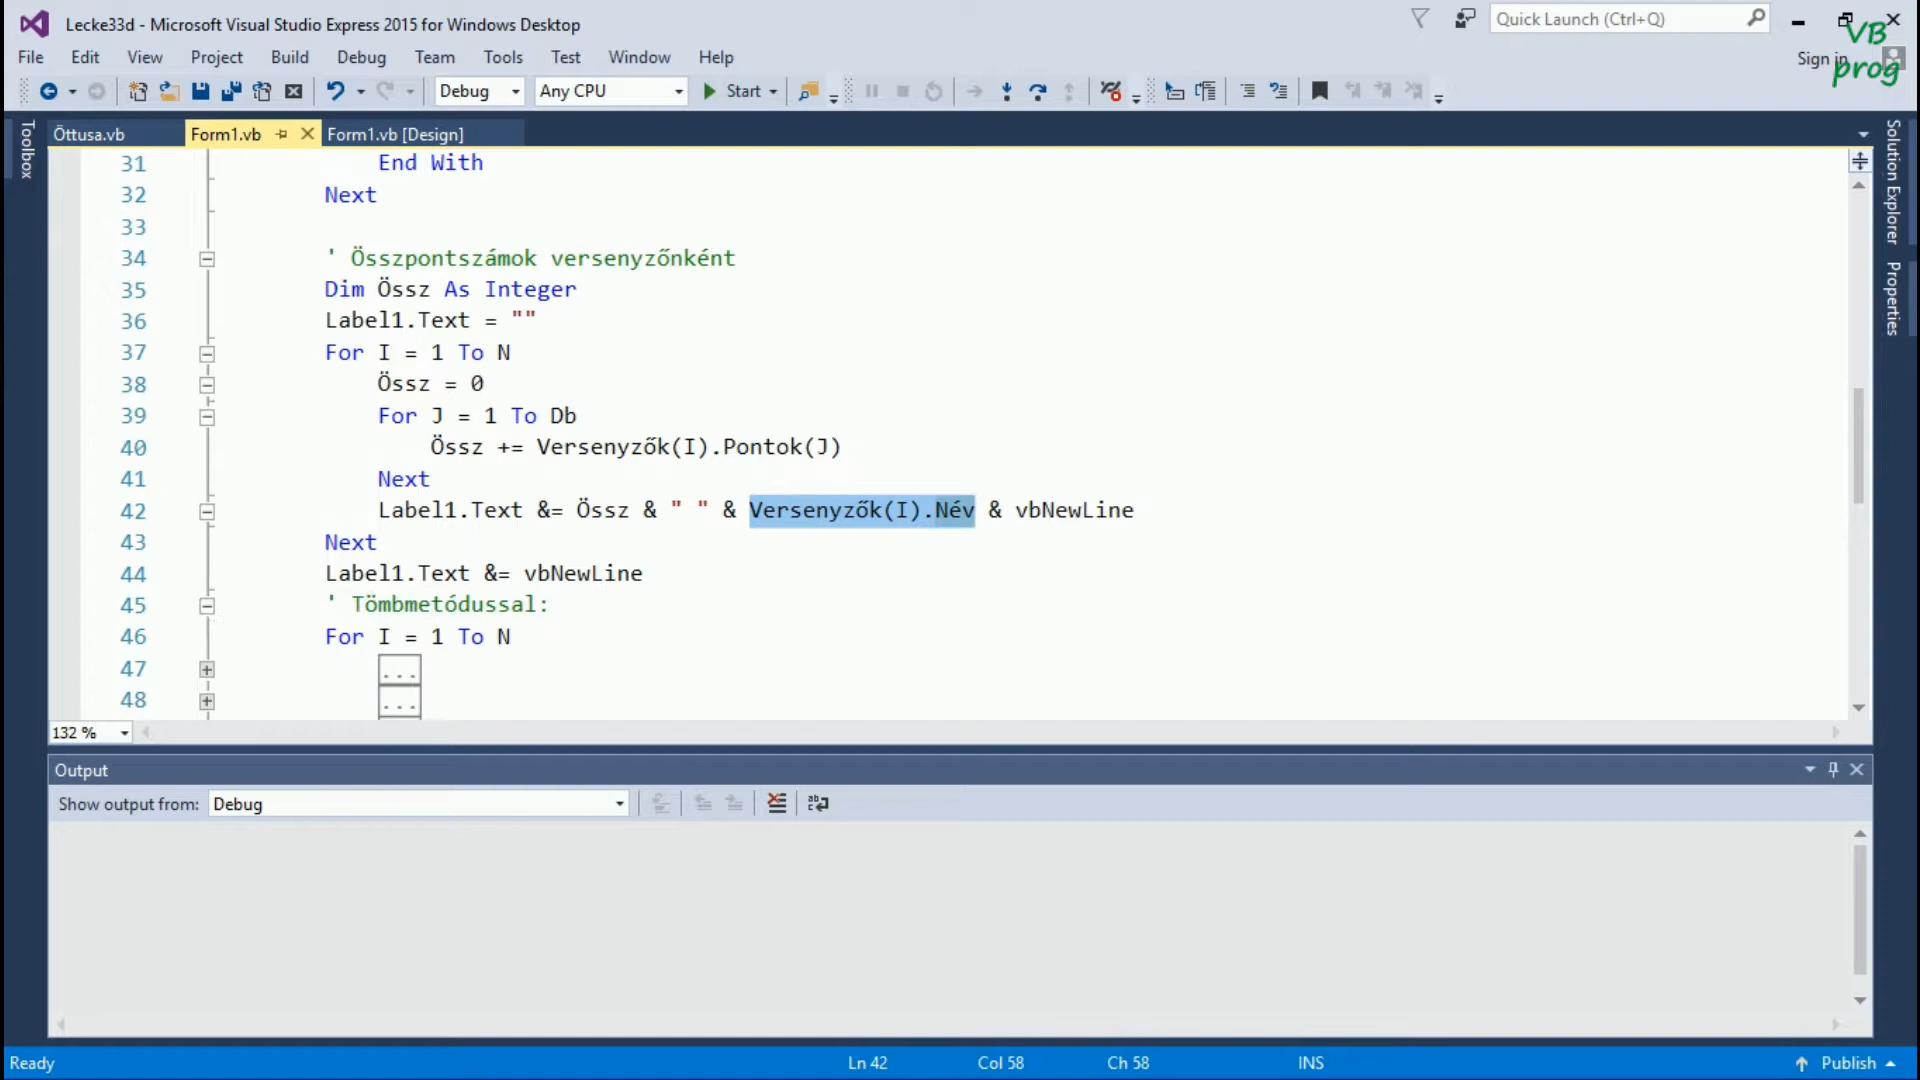 Lecke33d - Microsoft Visual Studio Express 2015 for Windows Desktop
Quick Launch (Ctrl+Q)
VB
prog
File Edit View Project Build Debug Team Tools Test Window Help
Sign in
Debug Any CPU Start
Toolbox
Öttusa.vb Form1.vb Form1.vb [Design]
Solution Explorer
Properties
31 End With
32 Next
33
34 ' Összpontszámok versenyzőnként
35 Dim Össz As Integer
36 Label1.Text = ""
37 For I = 1 To N
38 Össz = 0
39 For J = 1 To Db
40 Össz += Versenyzők(I).Pontok(J)
41 Next
42 Label1.Text &= Össz & " " & Versenyzők(I).Név & vbNewLine
43 Next
44 Label1.Text &= vbNewLine
45 ' Tömbmetódussal:
46 For I = 1 To N
47 ...
48 ...
132 %
Output
Show output from: Debug
Ready Ln 42 Col 58 Ch 58 INS Publish